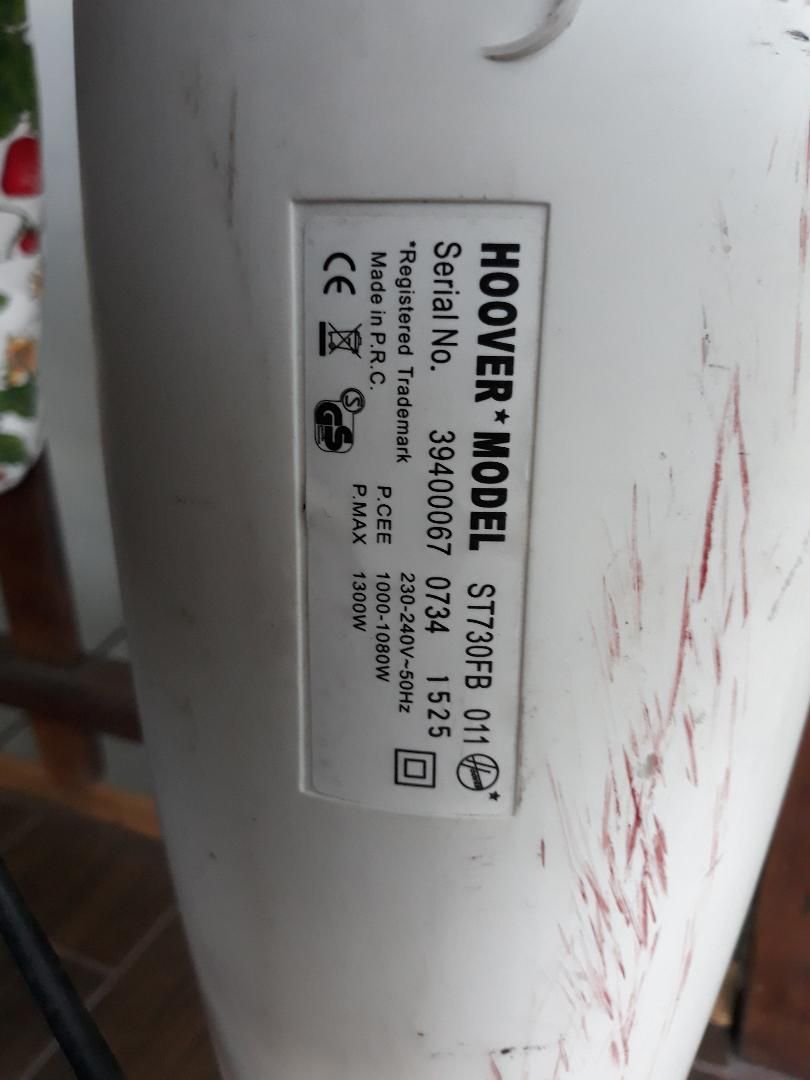 HOOVER* MODEL ST730FB 011
Serial No. 39400067 0734 1525
*Registered Trademark 230-240V~50Hz
Made in P.R.C. P.CEE 1000-1080W
P.MAX 1300W
CE GS